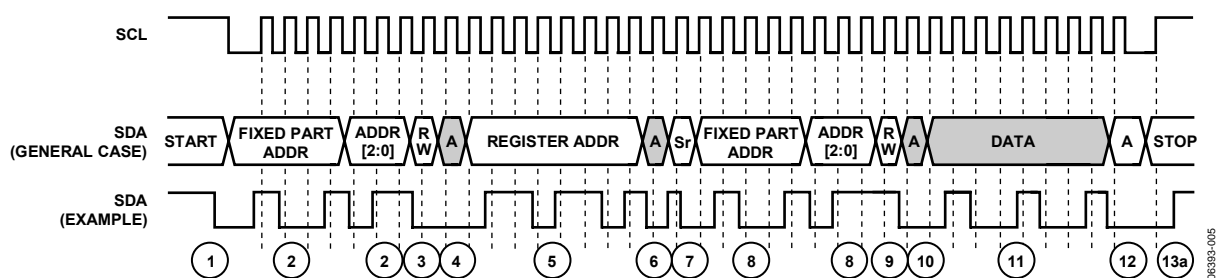 SCL
SDA
(GENERAL CASE)
START
FIXED PART
ADDR
ADDR
[2:0]
R
W
A
REGISTER ADDR
A
Sr
FIXED PART
ADDR
ADDR
[2:0]
R
W
A
DATA
A
STOP
SDA
(EXAMPLE)
1
2
2
3
4
5
6
7
8
8
9
10
11
12
13a
06393-005